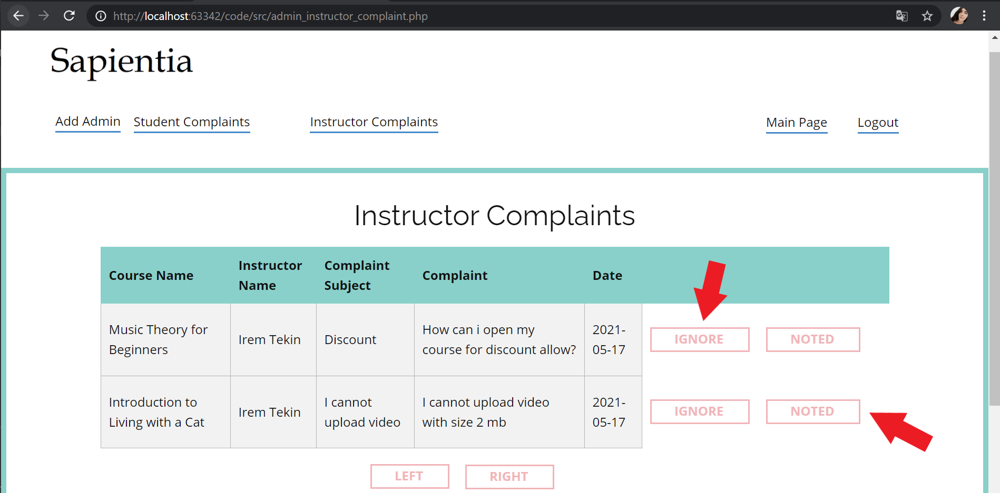 http://localhost:63342/code/src/admin_instructor_complaint.php
Sapientia
Add Admin Student Complaints Instructor Complaints Main Page Logout
Instructor Complaints
Course Name
Instructor
Name
Complaint
Subject
Complaint
Date
Music Theory for
Beginners
Irem Tekin
Discount
How can i open my
course for discount allow?
2021-
05-17
IGNORE
NOTED
Introduction to
Living with a Cat
Irem Tekin
I cannot
upload video
I cannot upload video
with size 2 mb
2021-
05-17
IGNORE
NOTED
LEFT
RIGHT